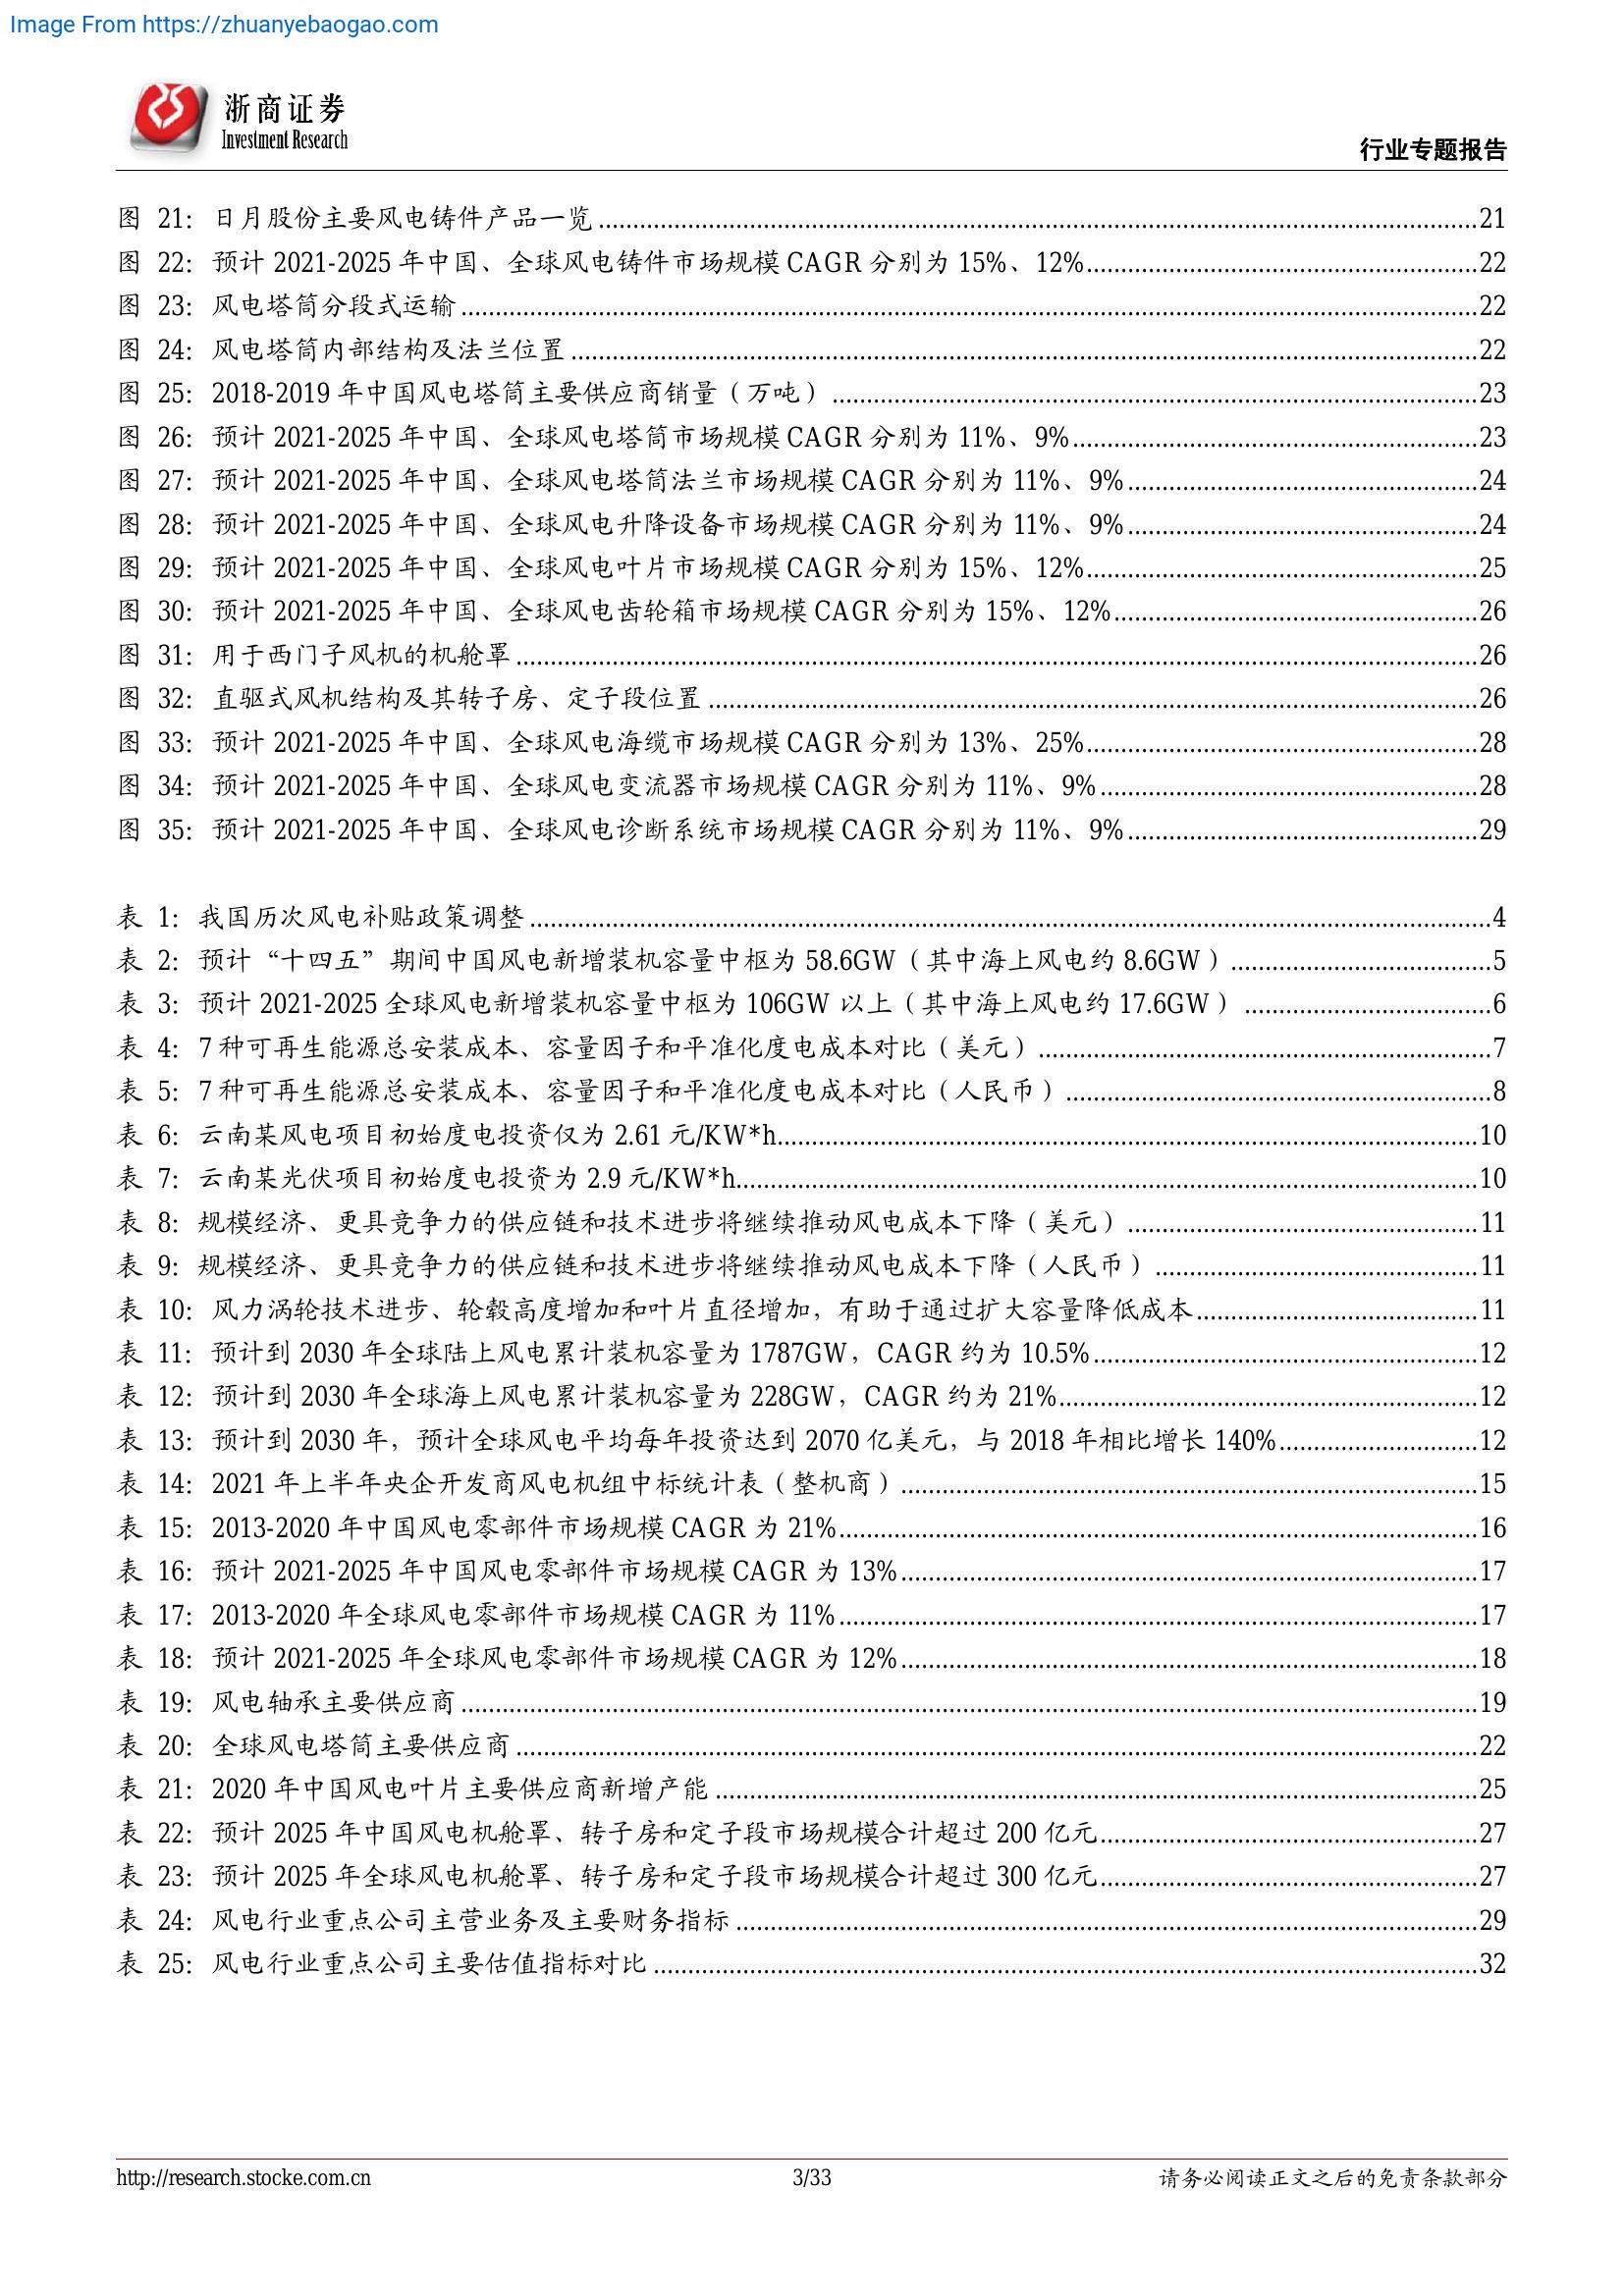 Image From https://zhuanyebaogao.com
浙商证券
Investment Research
行业专题报告
图 21：日月股份主要风电铸件产品一览 21
图 22：预计 2021-2025 年中国、全球风电铸件市场规模 CAGR 分别为 15%、12% 22
图 23：风电塔筒分段式运输 22
图 24：风电塔筒内部结构及法兰位置 22
图 25：2018-2019 年中国风电塔筒主要供应商销量（万吨） 23
图 26：预计 2021-2025 年中国、全球风电塔筒市场规模 CAGR 分别为 11%、9% 23
图 27：预计 2021-2025 年中国、全球风电塔筒法兰市场规模 CAGR 分别为 11%、9% 24
图 28：预计 2021-2025 年中国、全球风电升降设备市场规模 CAGR 分别为 11%、9% 24
图 29：预计 2021-2025 年中国、全球风电叶片市场规模 CAGR 分别为 15%、12% 25
图 30：预计 2021-2025 年中国、全球风电齿轮箱市场规模 CAGR 分别为 15%、12% 26
图 31：用于西门子风机的机舱罩 26
图 32：直驱式风机结构及其转子房、定子段位置 26
图 33：预计 2021-2025 年中国、全球风电海缆市场规模 CAGR 分别为 13%、25% 28
图 34：预计 2021-2025 年中国、全球风电变流器市场规模 CAGR 分别为 11%、9% 28
图 35：预计 2021-2025 年中国、全球风电诊断系统市场规模 CAGR 分别为 11%、9% 29
表 1：我国历次风电补贴政策调整 4
表 2：预计“十四五”期间中国风电新增装机容量中枢为 58.6GW（其中海上风电约 8.6GW） 5
表 3：预计 2021-2025 全球风电新增装机容量中枢为 106GW 以上（其中海上风电约 17.6GW） 6
表 4：7 种可再生能源总安装成本、容量因子和平准化度电成本对比（美元） 7
表 5：7 种可再生能源总安装成本、容量因子和平准化度电成本对比（人民币） 8
表 6：云南某风电项目初始度电投资仅为 2.61 元/KW*h 10
表 7：云南某光伏项目初始度电投资为 2.9 元/KW*h 10
表 8：规模经济、更具竞争力的供应链和技术进步将继续推动风电成本下降（美元） 11
表 9：规模经济、更具竞争力的供应链和技术进步将继续推动风电成本下降（人民币） 11
表 10：风力涡轮技术进步、轮毂高度增加和叶片直径增加，有助于通过扩大容量降低成本 11
表 11：预计到 2030 年全球陆上风电累计装机容量为 1787GW，CAGR 约为 10.5% 12
表 12：预计到 2030 年全球海上风电累计装机容量为 228GW，CAGR 约为 21% 12
表 13：预计到 2030 年，预计全球风电平均每年投资达到 2070 亿美元，与 2018 年相比增长 140% 12
表 14：2021 年上半年央企开发商风电机组中标统计表（整机商） 15
表 15：2013-2020 年中国风电零部件市场规模 CAGR 为 21% 16
表 16：预计 2021-2025 年中国风电零部件市场规模 CAGR 为 13% 17
表 17：2013-2020 年全球风电零部件市场规模 CAGR 为 11% 17
表 18：预计 2021-2025 年全球风电零部件市场规模 CAGR 为 12% 18
表 19：风电轴承主要供应商 19
表 20：全球风电塔筒主要供应商 22
表 21：2020 年中国风电叶片主要供应商新增产能 25
表 22：预计 2025 年中国风电机舱罩、转子房和定子段市场规模合计超过 200 亿元 27
表 23：预计 2025 年全球风电机舱罩、转子房和定子段市场规模合计超过 300 亿元 27
表 24：风电行业重点公司主营业务及主要财务指标 29
表 25：风电行业重点公司主要估值指标对比 32
http://research.stocke.com.cn 3/33 请务必阅读正文之后的免责条款部分